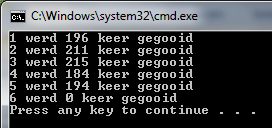 C:\Windows\system32\cmd.exe
1 werd 196 keer gegooid
2 werd 211 keer gegooid
3 werd 215 keer gegooid
4 werd 184 keer gegooid
5 werd 194 keer gegooid
6 werd 0 keer gegooid
Press any key to continue . . .